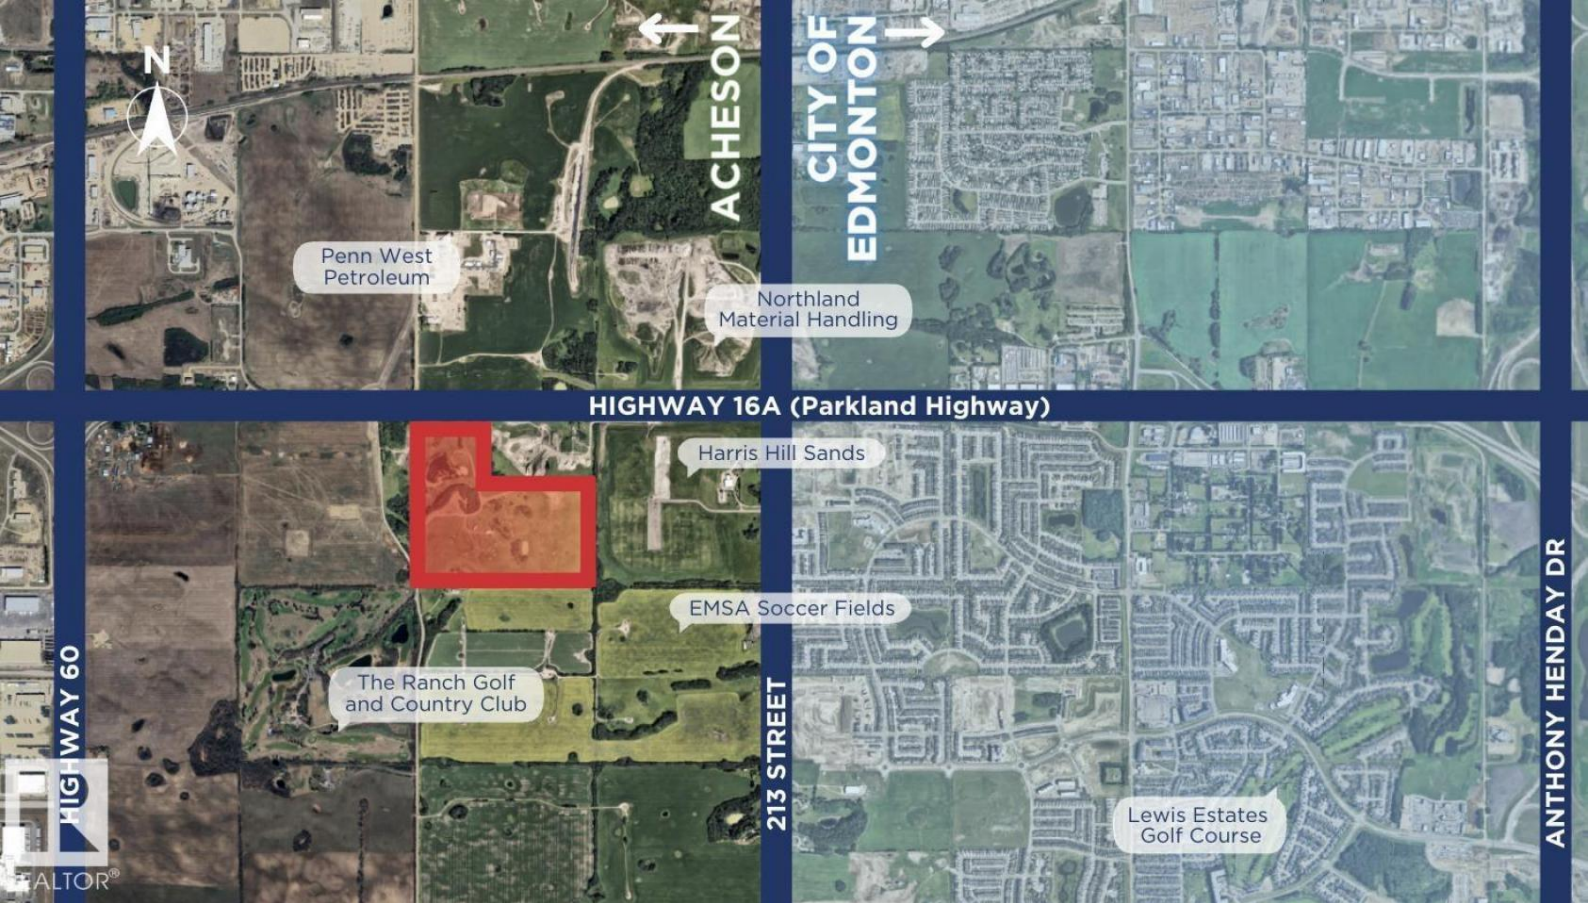 N
ACHESON
CITY OF
EDMONTON
Penn West
Petroleum
Northland
Material Handling
HIGHWAY 16A (Parkland Highway)
Harris Hill Sands
EMSA Soccer Fields
The Ranch Golf
and Country Club
HIGHWAY 60
213 STREET
ANTHONY HENDAY DR
Lewis Estates
Golf Course
REALTOR®